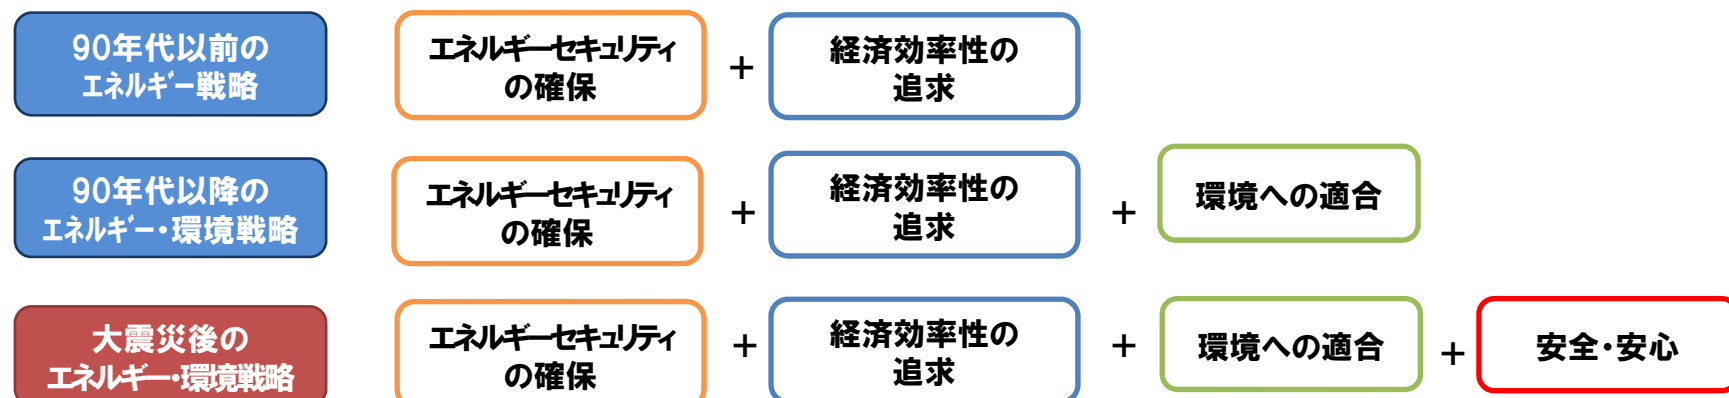 90年代以前の
エネルギー戦略
エネルギーセキュリティ
の確保
+
経済効率性の
追求
90年代以降の
エネルギー・環境戦略
エネルギーセキュリティ
の確保
+
経済効率性の
追求
+
環境への適合
大震災後の
エネルギー・環境戦略
エネルギーセキュリティ
の確保
+
経済効率性の
追求
+
環境への適合
+
安全・安心